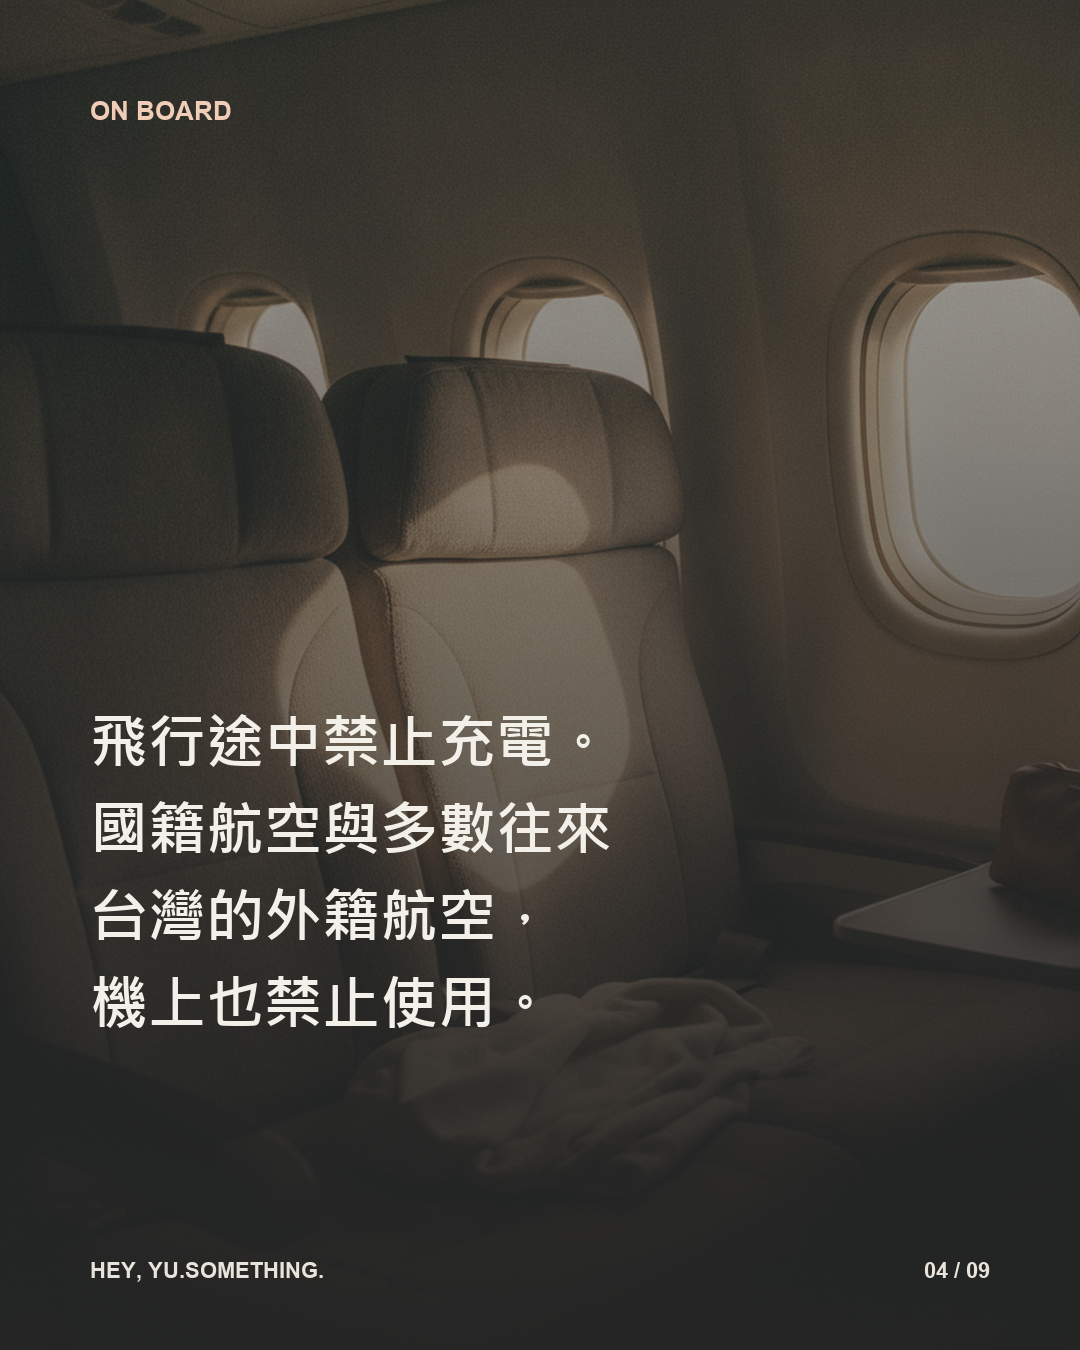 ON BOARD
飛行途中禁止充電。
國籍航空與多數往來
台灣的外籍航空，
機上也禁止使用。
HEY, YU.SOMETHING.
04 / 09